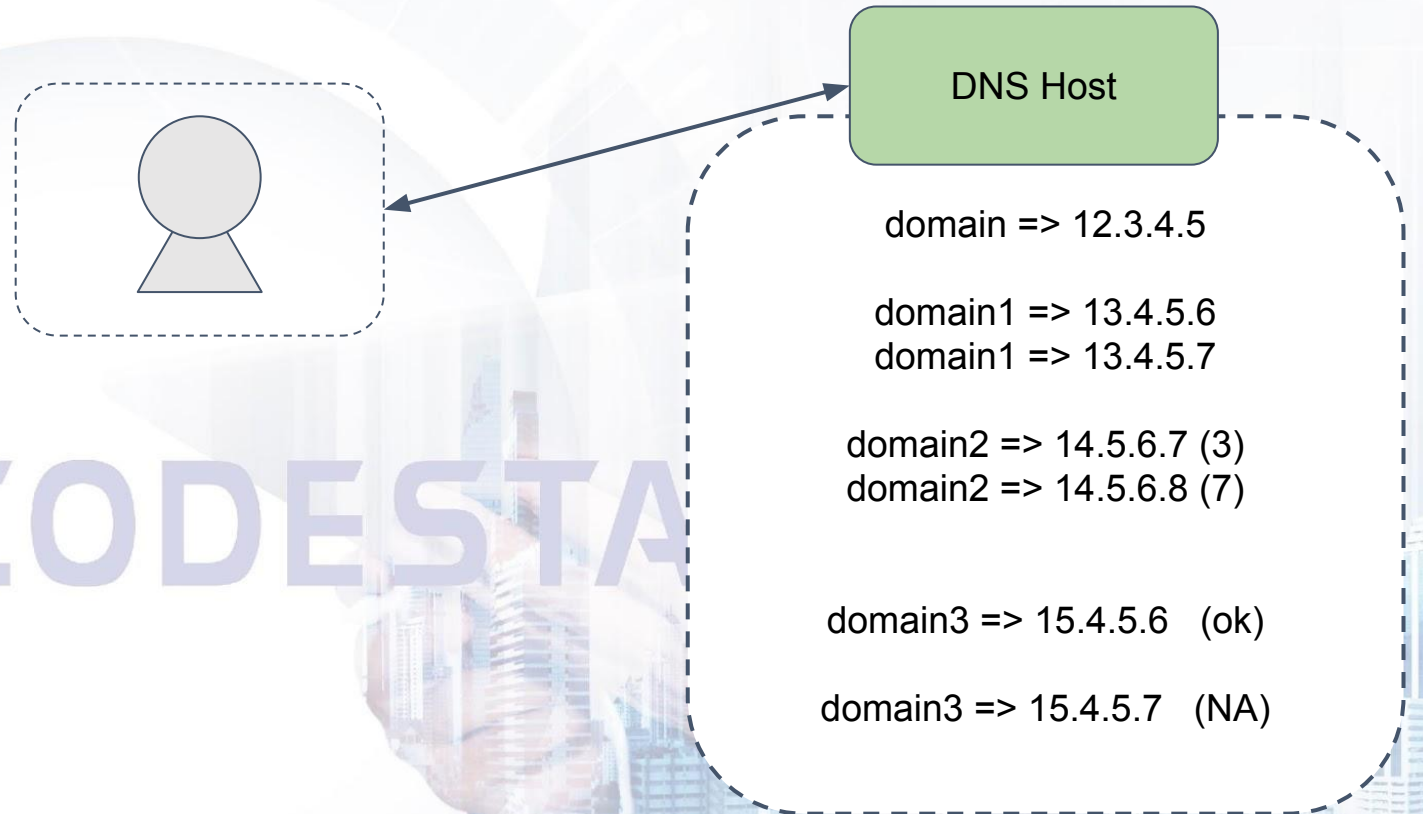 DNS Host
domain => 12.3.4.5
domain1 => 13.4.5.6
domain1 => 13.4.5.7
domain2 => 14.5.6.7 (3)
domain2 => 14.5.6.8 (7)
domain3 => 15.4.5.6 (ok)
domain3 => 15.4.5.7 (NA)